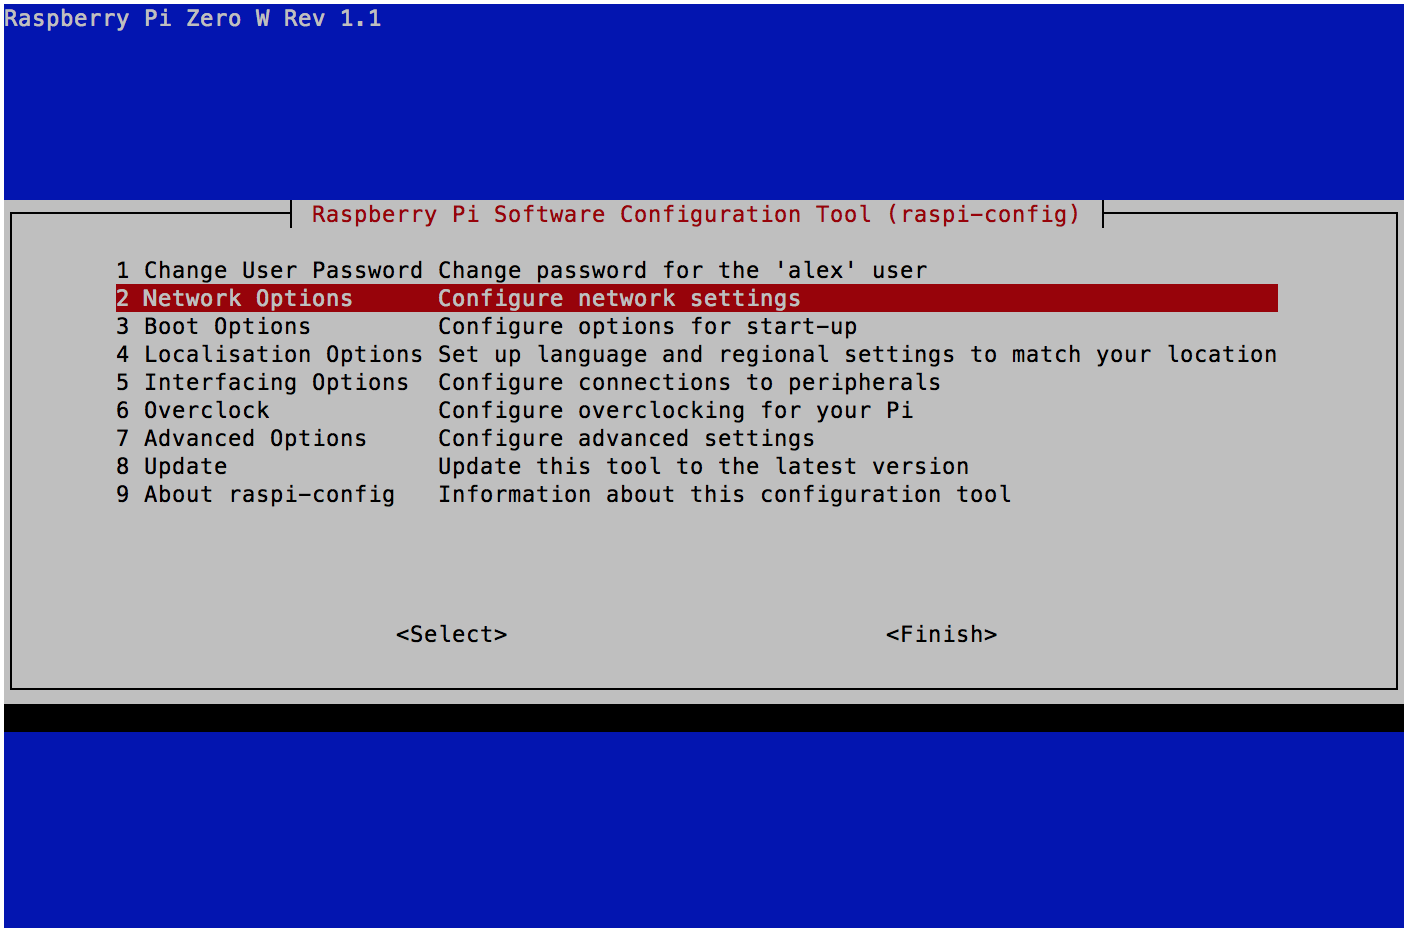 Raspberry Pi Zero W Rev 1.1
Raspberry Pi Software Configuration Tool (raspi-config)
1 Change User Password Change password for the 'alex' user
2 Network Options Configure network settings
3 Boot Options Configure options for start-up
4 Localisation Options Set up language and regional settings to match your location
5 Interfacing Options Configure connections to peripherals
6 Overclock Configure overclocking for your Pi
7 Advanced Options Configure advanced settings
8 Update Update this tool to the latest version
9 About raspi-config Information about this configuration tool
<Select> <Finish>